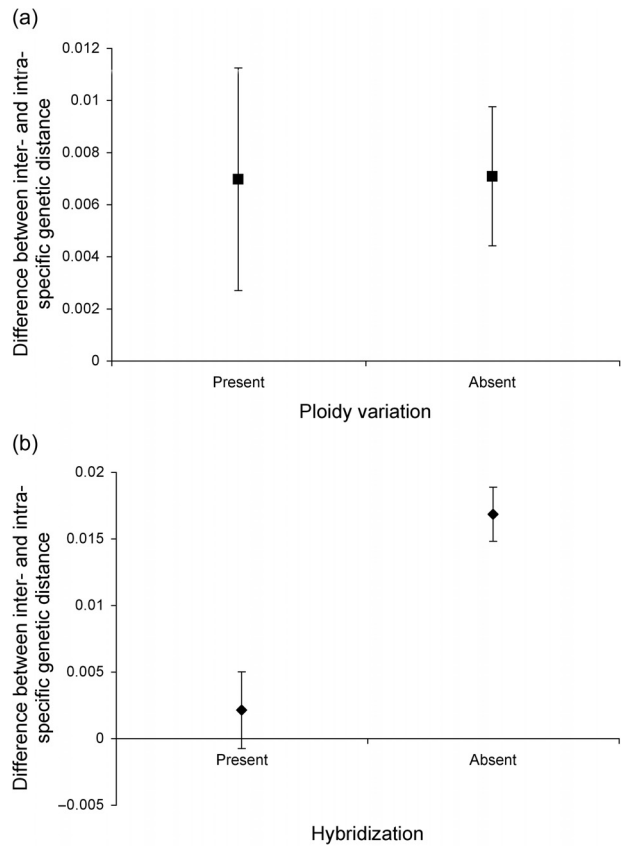 (a)
0.012
0.01
0.008
0.006
0.004
0.002
0
Difference between inter- and intra-
specific genetic distance
Present
Absent
Ploidy variation
(b)
0.02
0.015
0.01
0.005
0
−0.005
Difference between inter- and intra-
specific genetic distance
Present
Absent
Hybridization